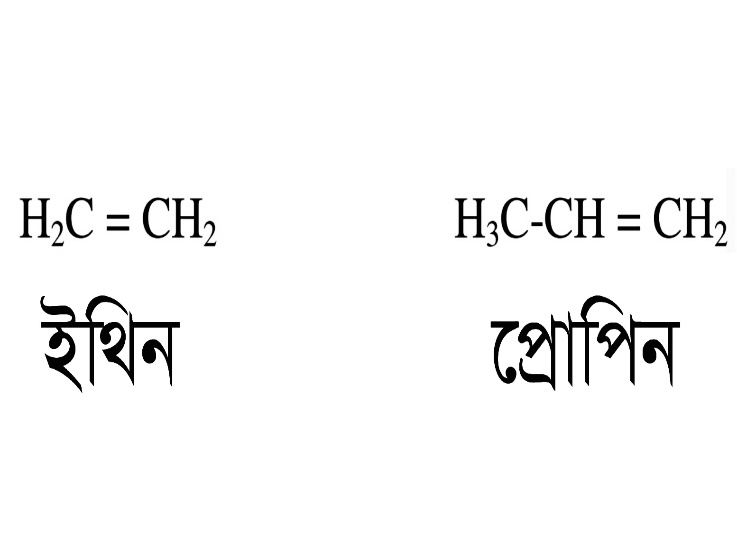 H₂C = CH₂ H₃C-CH = CH₂
ইথিন প্রোপিন